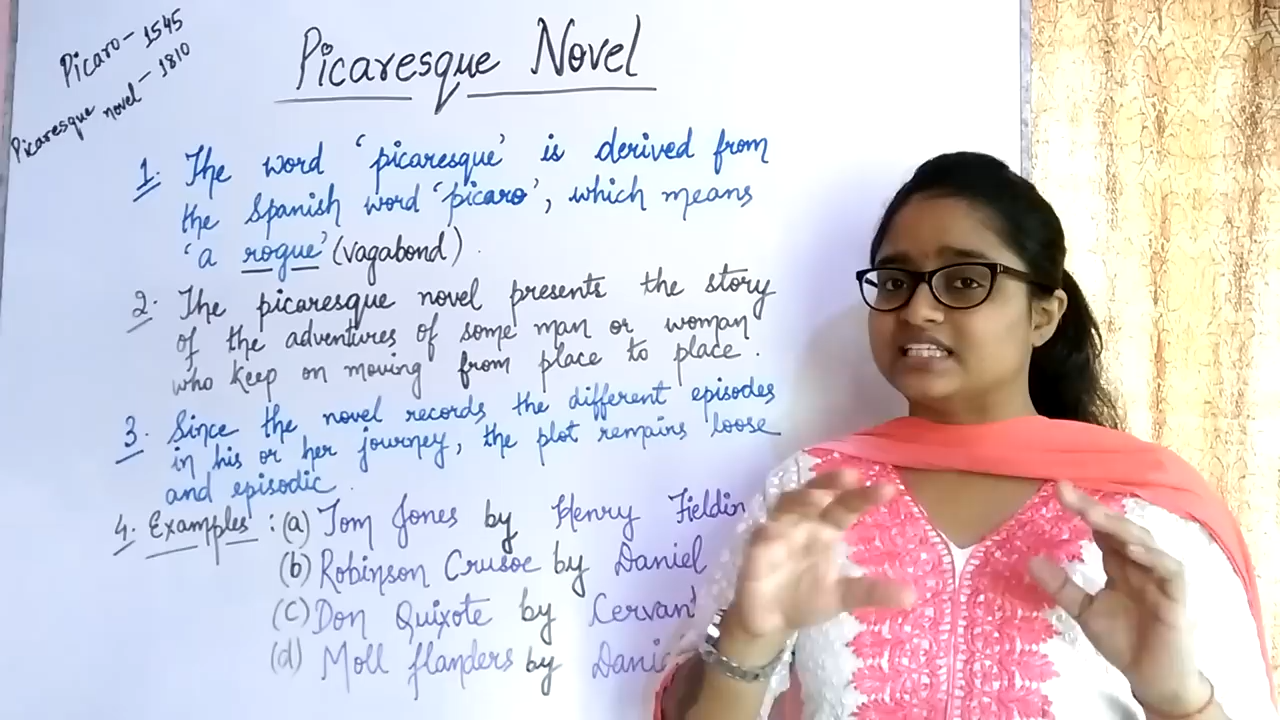 Picaro - 1545
Picaresque novel - 1810
Picaresque Novel
1. The word 'picaresque' is derived from
the Spanish word 'picaro', which means
'a rogue' (vagabond).
2. The picaresque novel presents the story
of the adventures of some man or woman
who keep on moving from place to place.
3. Since the novel records the different episodes
in his or her journey, the plot remains loose
and episodic.
4. Examples : (a) Tom Jones by Henry Fieldin
(b) Robinson Crusoe by Daniel
(c) Don Quixote by Cervant
(d) Moll flanders by Danie